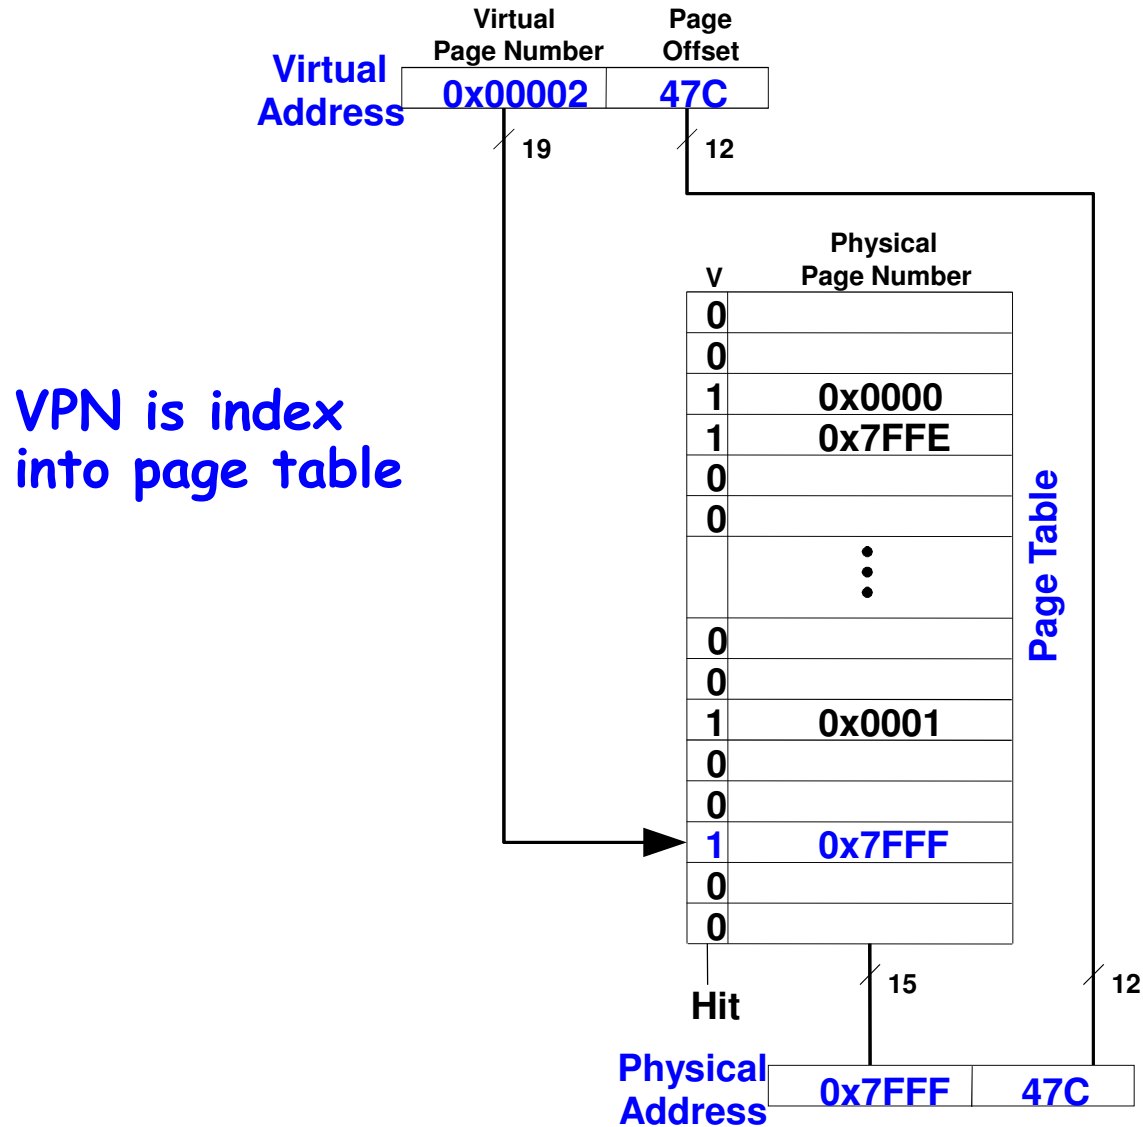 Virtual
Page Number
Page
Offset
Virtual
Address
0x00002
47C
19
12
Physical
Page Number
V
0
0
1 0x0000
1 0x7FFE
0
0
VPN is index
into page table
Page Table
0
0
1 0x0001
0
0
1 0x7FFF
0
0
15
12
Hit
Physical
Address
0x7FFF
47C